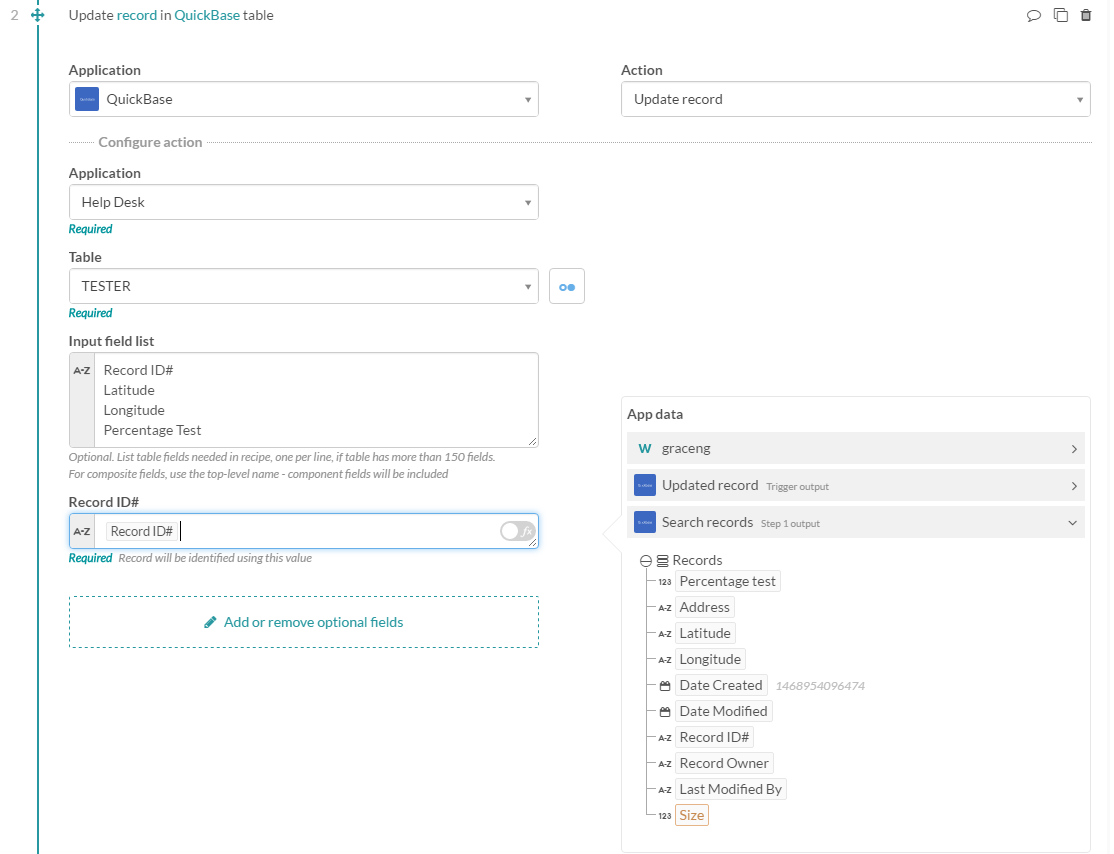 2
Update record in QuickBase table
Application
QuickBase
Action
Update record
Configure action
Application
Help Desk
Required
Table
TESTER
Required
Input field list
A-Z
Record ID#
Latitude
Longitude
Percentage Test
Optional. List table fields needed in recipe, one per line, if table has more than 150 fields.
For composite fields, use the top-level name - component fields will be included
Record ID#
A-Z Record ID# fx
Required Record will be identified using this value
Add or remove optional fields
App data
W graceng
Updated record Trigger output
Search records Step 1 output
Records
123 Percentage test
A-Z Address
A-Z Latitude
A-Z Longitude
Date Created 1468954096474
Date Modified
A-Z Record ID#
A-Z Record Owner
A-Z Last Modified By
123 Size